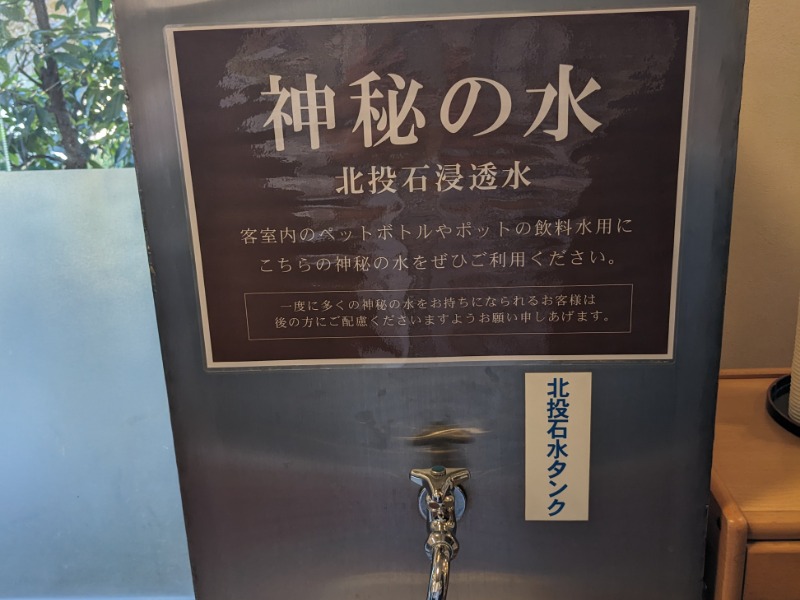 神秘の水
北投石浸透水
客室内のペットボトルやポットの飲料水用に
こちらの神秘の水をぜひご利用ください。
一度に多くの神秘の水をお持ちになられるお客様は
後の方にご配慮くださいますようお願い申しあげます。
北投石水タンク